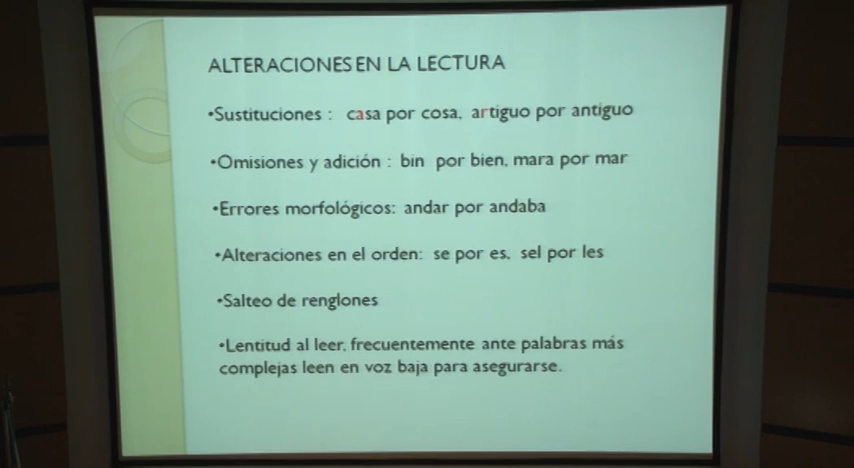 ALTERACIONES EN LA LECTURA
•Sustituciones : casa por cosa, artiguo por antiguo
•Omisiones y adición : bin por bien, mara por mar
•Errores morfológicos: andar por andaba
•Alteraciones en el orden: se por es, sel por les
•Salteo de renglones
•Lentitud al leer, frecuentemente ante palabras más
complejas leen en voz baja para asegurarse.